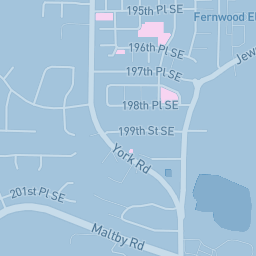 195th Pl SE
Fernwood El
196th Pl SE
Jew
197th Pl SE
198th Pl SE
199th St SE
York Rd
201st Pl SE
Maltby Rd